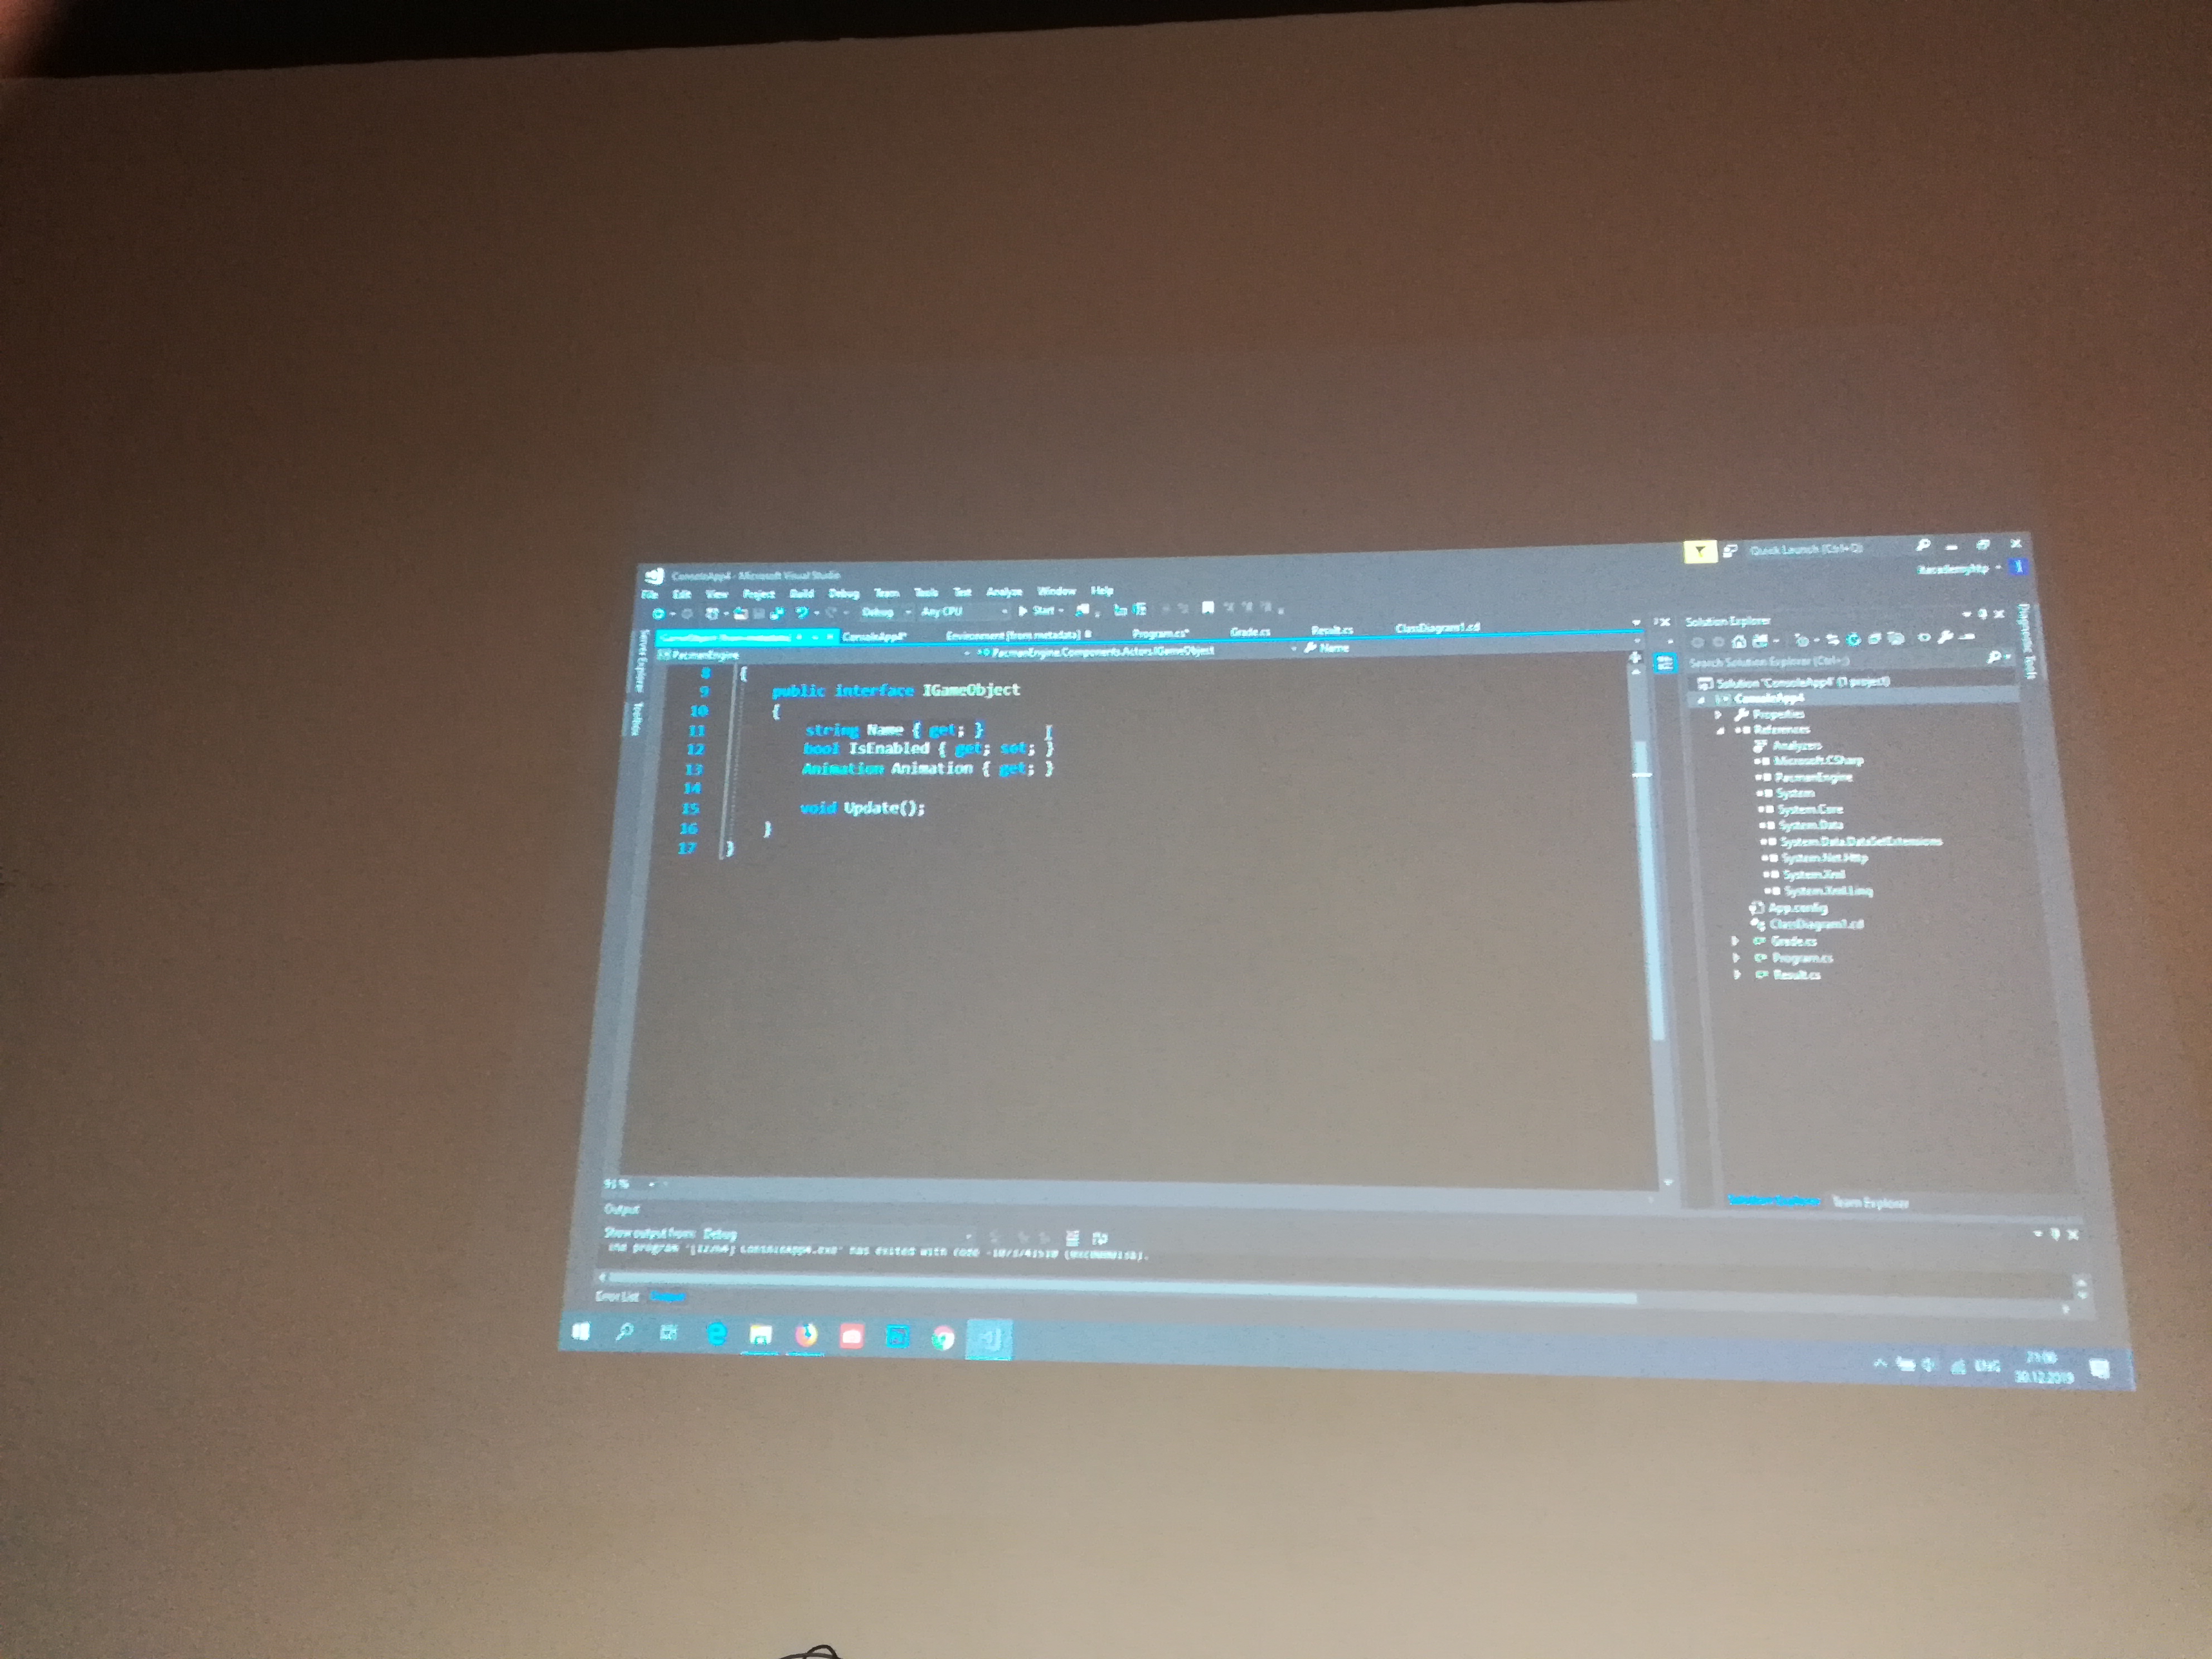 ConsoleApp4 - Microsoft Visual Studio
Quick Launch (Ctrl+Q)
File Edit View Project Build Debug Team Tools Test Analyze Window Help
Debug Any CPU Start
ConsoleApp4* Environment [from metadata] Program.cs* Grade.cs Result.cs ClassDiagram1.cd
PacmanEngine PacmanEngine.Components.Actors.IGameObject Name
Server Explorer Toolbox
8 {
9 public interface IGameObject
10 {
11 string Name { get; }
12 bool IsEnabled { get; set; }
13 Animation Animation { get; }
14
15 void Update();
16 }
17 }
91 %
Output
Show output from: Debug
The program ConsoleApp4.exe' has exited with code
Error List Output
Solution Explorer
Search Solution Explorer (Ctrl+;)
Solution 'ConsoleApp4' (1 project)
ConsoleApp4
Properties
References
Analyzers
Microsoft.CSharp
PacmanEngine
System
System.Core
System.Data
System.Data.DataSetExtensions
System.Net.Http
System.Xml
System.Xml.Linq
App.config
ClassDiagram1.cd
Grade.cs
Program.cs
Result.cs
Solution Explorer Team Explorer
Diagnostic Tools
ENG
21:00
30.12.2019